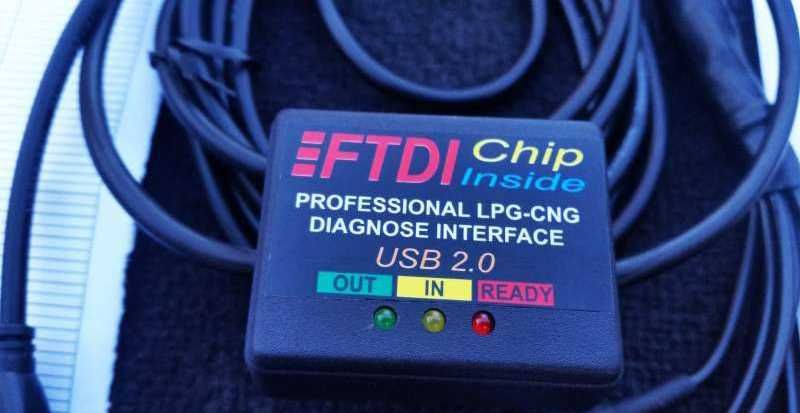 FTDI Chip
Inside
PROFESSIONAL LPG-CNG
DIAGNOSE INTERFACE
USB 2.0
OUT IN READY